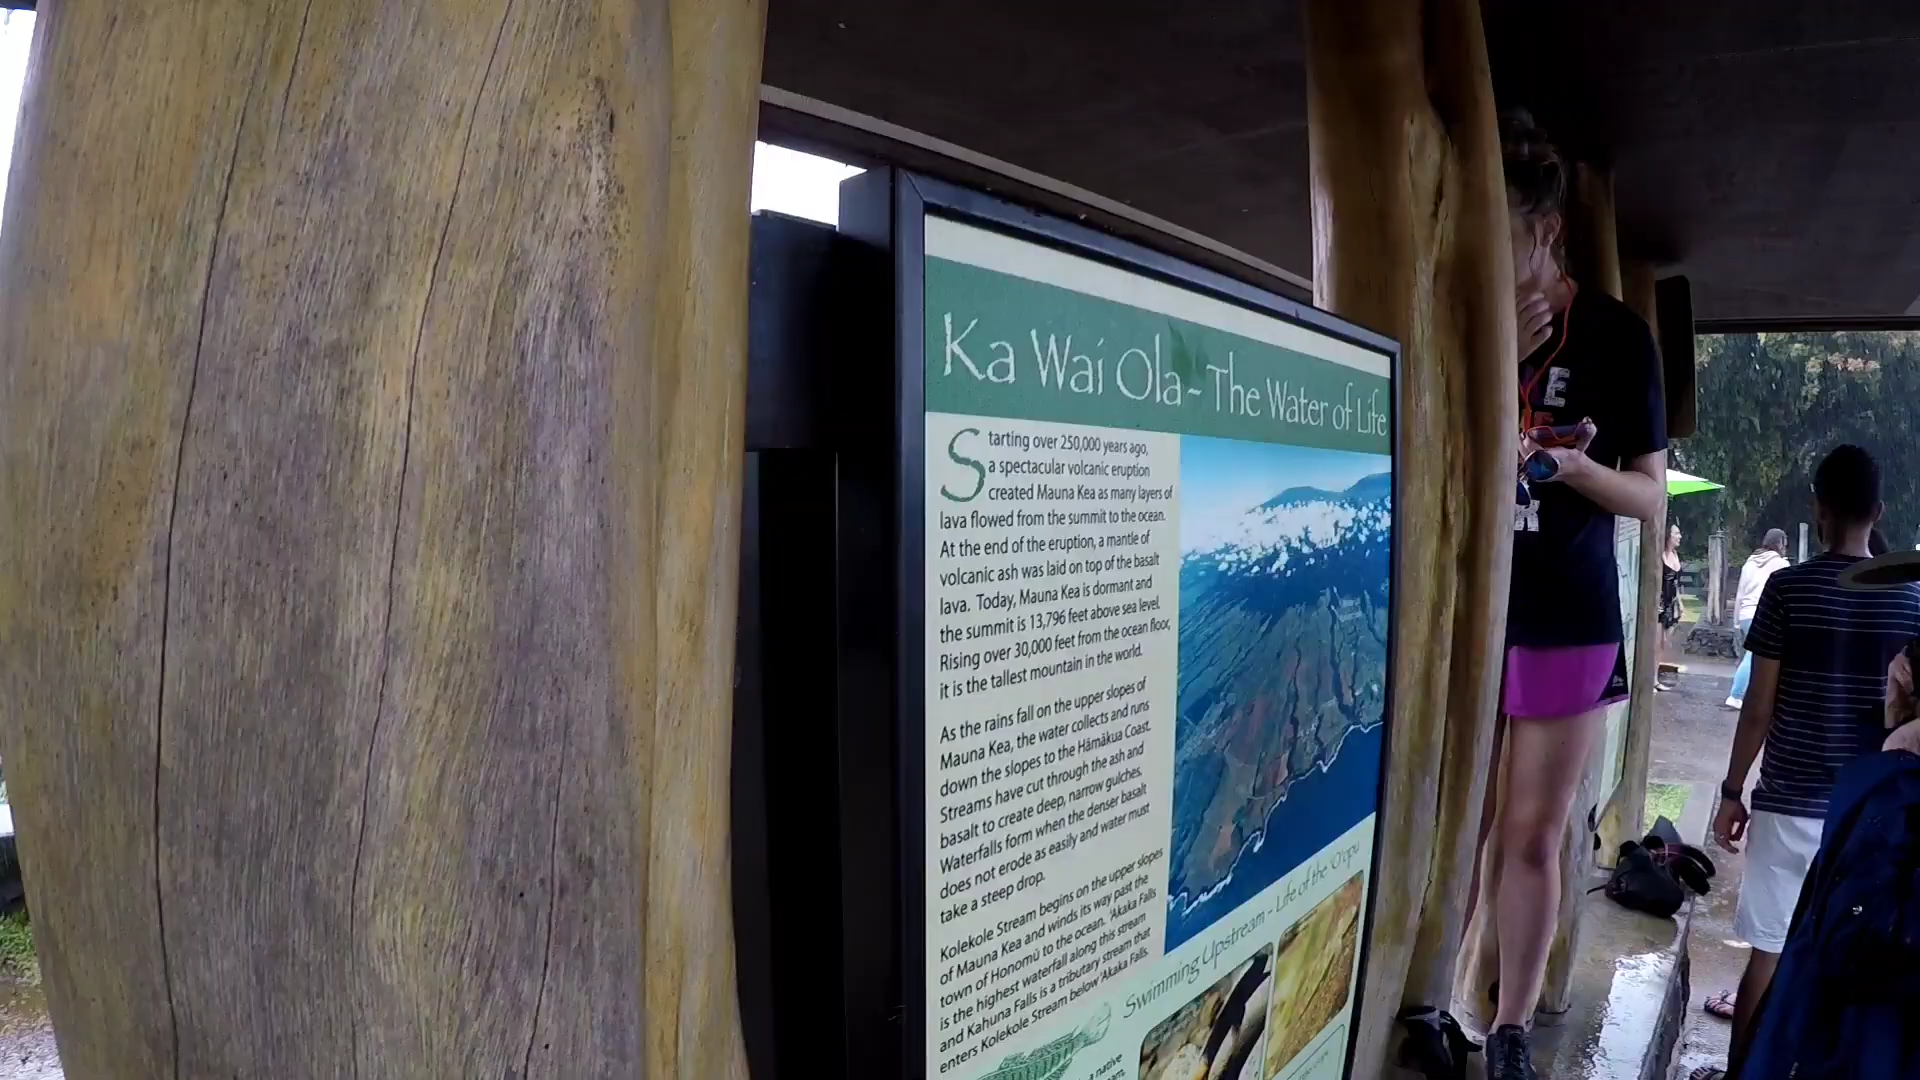 Ka Wai Ola ~ The Water of Life
Starting over 250,000 years ago,
a spectacular volcanic eruption
created Mauna Kea as many layers of
lava flowed from the summit to the ocean.
At the end of the eruption, a mantle of
volcanic ash was laid on top of the basalt
lava. Today, Mauna Kea is dormant and
the summit is 13,796 feet above sea level.
Rising over 30,000 feet from the ocean floor,
it is the tallest mountain in the world.
As the rains fall on the upper slopes of
Mauna Kea, the water collects and runs
down the slopes to the Hāmākua Coast.
Streams have cut through the ash and
basalt to create deep, narrow gulches.
Waterfalls form when the denser basalt
does not erode as easily and water must
take a steep drop.
Kolekole Stream begins on the upper slopes
of Mauna Kea and winds its way past the
town of Honomū to the ocean. ʻAkaka Falls
is the highest waterfall along this stream
and Kahuna Falls is a tributary stream that
enters Kolekole Stream below ʻAkaka Falls.
Swimming Upstream - Life of the ʻOʻopu
a native
E